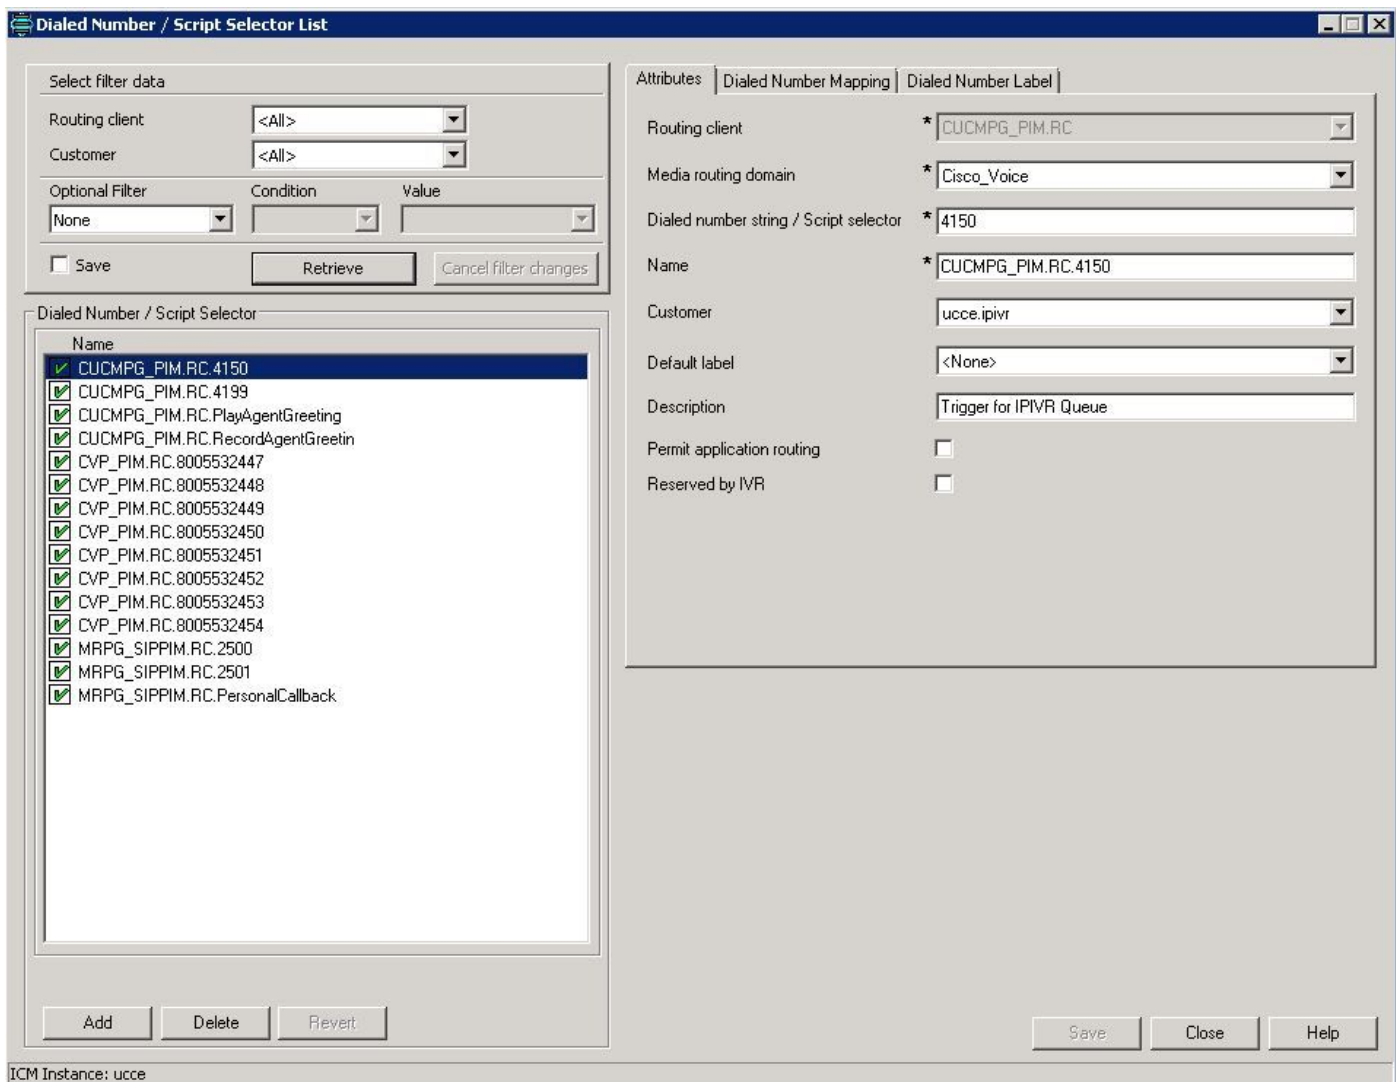 Dialed Number / Script Selector List
Select filter data
Routing client
<All>
Customer
<All>
Optional Filter Condition Value
None
Save
Retrieve
Cancel filter changes
Dialed Number / Script Selector
Name
CUCMPG_PIM.RC.4150
CUCMPG_PIM.RC.4199
CUCMPG_PIM.RC.PlayAgentGreeting
CUCMPG_PIM.RC.RecordAgentGreetin
CVP_PIM.RC.8005532447
CVP_PIM.RC.8005532448
CVP_PIM.RC.8005532449
CVP_PIM.RC.8005532450
CVP_PIM.RC.8005532451
CVP_PIM.RC.8005532452
CVP_PIM.RC.8005532453
CVP_PIM.RC.8005532454
MRPG_SIPPIM.RC.2500
MRPG_SIPPIM.RC.2501
MRPG_SIPPIM.RC.PersonalCallback
Add Delete Revert
Attributes Dialed Number Mapping Dialed Number Label
Routing client * CUCMPG_PIM.RC
Media routing domain * Cisco_Voice
Dialed number string / Script selector * 4150
Name * CUCMPG_PIM.RC.4150
Customer ucce.ipivr
Default label <None>
Description Trigger for IPIVR Queue
Permit application routing
Reserved by IVR
Save Close Help
ICM Instance: ucce